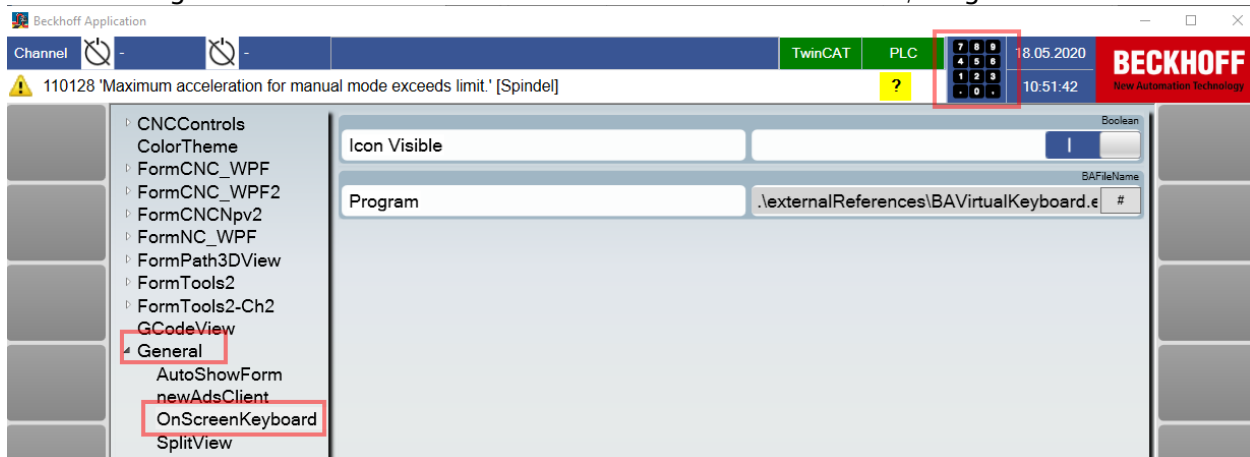 Beckhoff Application
Channel - - TwinCAT PLC 7 8 9 18.05.2020 BECKHOFF
4 5 6
110128 'Maximum acceleration for manual mode exceeds limit.' [Spindel] ? 1 2 3 10:51:42 New Automation Technology
. 0 .
CNCControls
ColorTheme
FormCNC_WPF
FormCNC_WPF2
FormCNCNpv2
FormNC_WPF
FormPath3DView
FormTools2
FormTools2-Ch2
GCodeView
General
AutoShowForm
newAdsClient
OnScreenKeyboard
SplitView
Boolean
Icon Visible I
BAFileName
Program .\externalReferences\BAVirtualKeyboard.e #